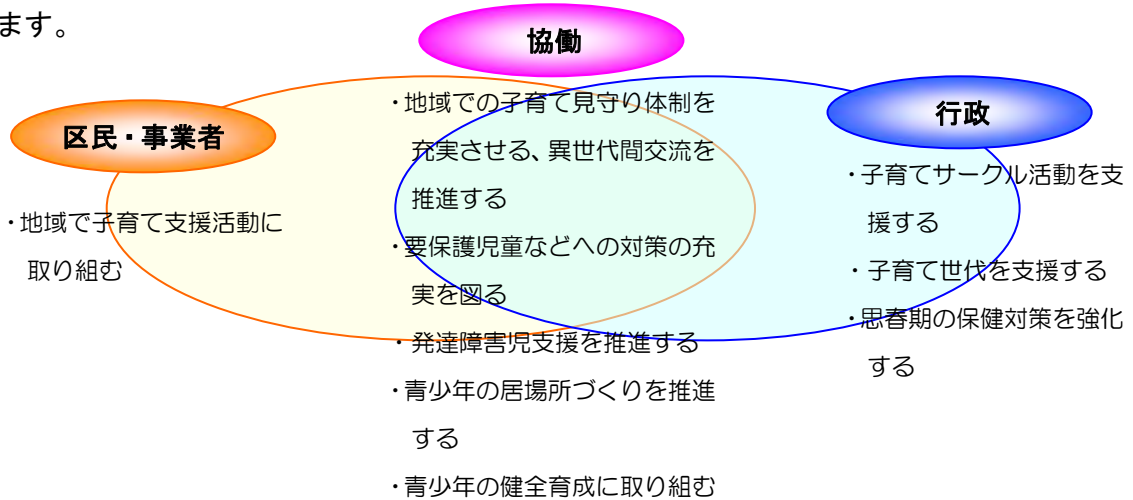 ます。
協働
区民・事業者
行政
・地域で子育て支援活動に
取り組む
・地域での子育て見守り体制を
充実させる、異世代間交流を
推進する
・要保護児童などへの対策の充
実を図る
・発達障害児支援を推進する
・青少年の居場所づくりを推進
する
・青少年の健全育成に取り組む
・子育てサークル活動を支
援する
・子育て世代を支援する
・思春期の保健対策を強化
する